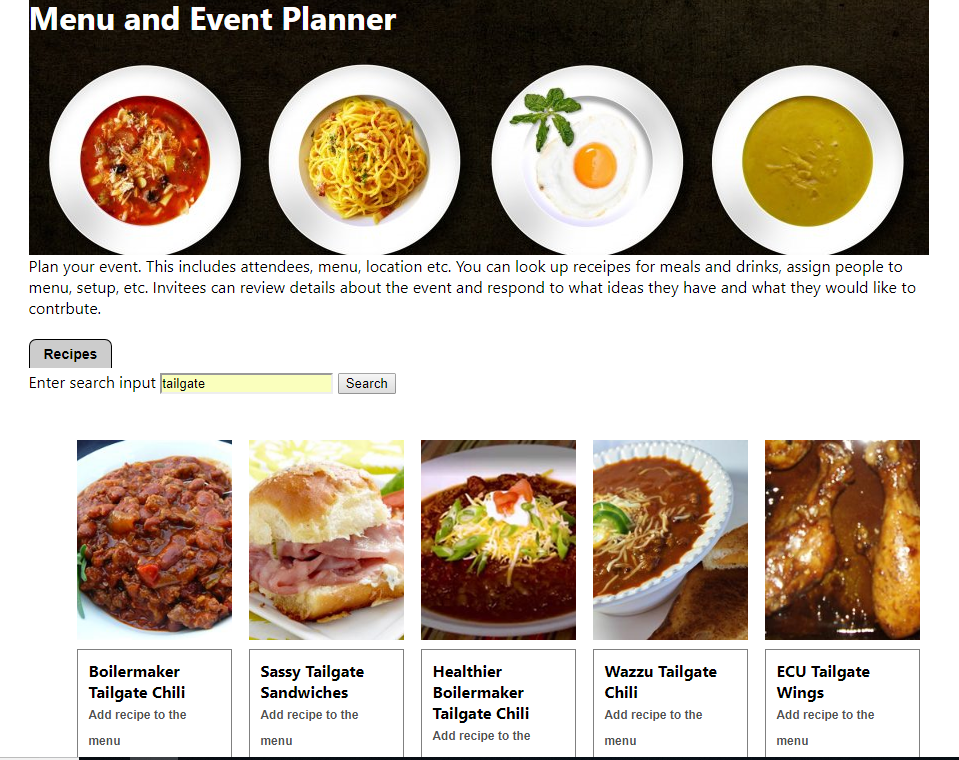 Menu and Event Planner
Plan your event. This includes attendees, menu, location etc. You can look up receipes for meals and drinks, assign people to
menu, setup, etc. Invitees can review details about the event and respond to what ideas they have and what they would like to
contrbute.
Recipes
Enter search input tailgate Search
Boilermaker
Tailgate Chili
Add recipe to the
menu
Sassy Tailgate
Sandwiches
Add recipe to the
menu
Healthier
Boilermaker
Tailgate Chili
Add recipe to the
Wazzu Tailgate
Chili
Add recipe to the
menu
ECU Tailgate
Wings
Add recipe to the
menu